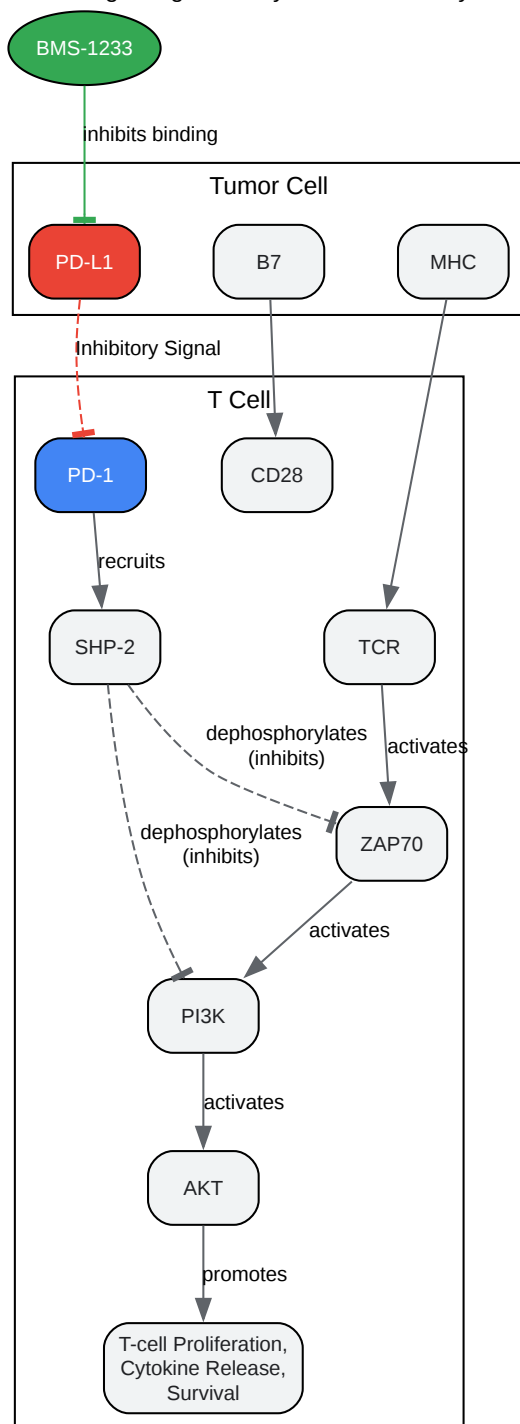 BMS-1233
inhibits binding
Tumor Cell
PD-L1
B7
MHC
Inhibitory Signal
T Cell
PD-1
CD28
recruits
SHP-2
TCR
dephosphorylates
(inhibits)
activates
dephosphorylates
(inhibits)
ZAP70
activates
PI3K
activates
AKT
promotes
T-cell Proliferation,
Cytokine Release,
Survival